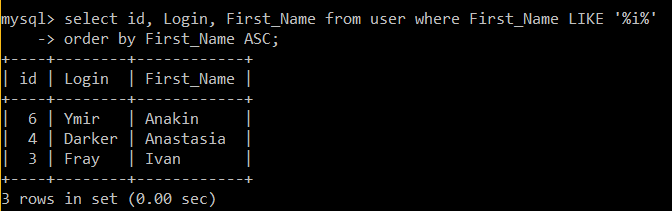 mysql> select id, Login, First_Name from user where First_Name LIKE '%i%'
    -> order by First_Name ASC;
+----+--------+------------+
| id | Login  | First_Name |
+----+--------+------------+
|  6 | Ymir   | Anakin     |
|  4 | Darker | Anastasia  |
|  3 | Fray   | Ivan       |
+----+--------+------------+
3 rows in set (0.00 sec)